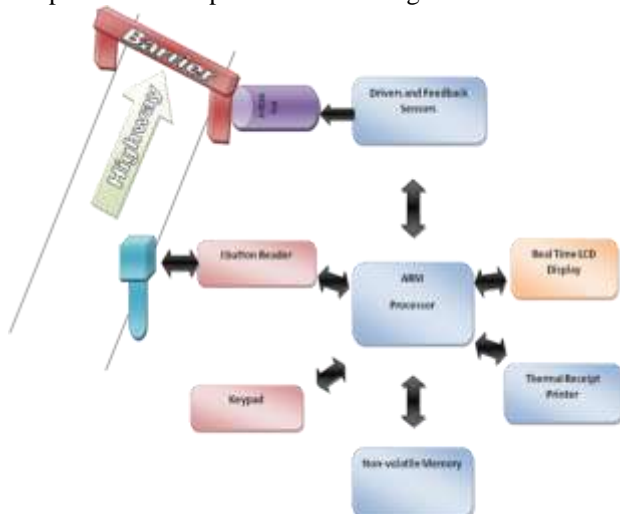 Barrier
Highway
Drivers and Feedback
Sensors
I button Reader
ARM
Processor
Real Time LCD
Display
Keypad
Thermal Receipt
Printer
Non-volatile Memory